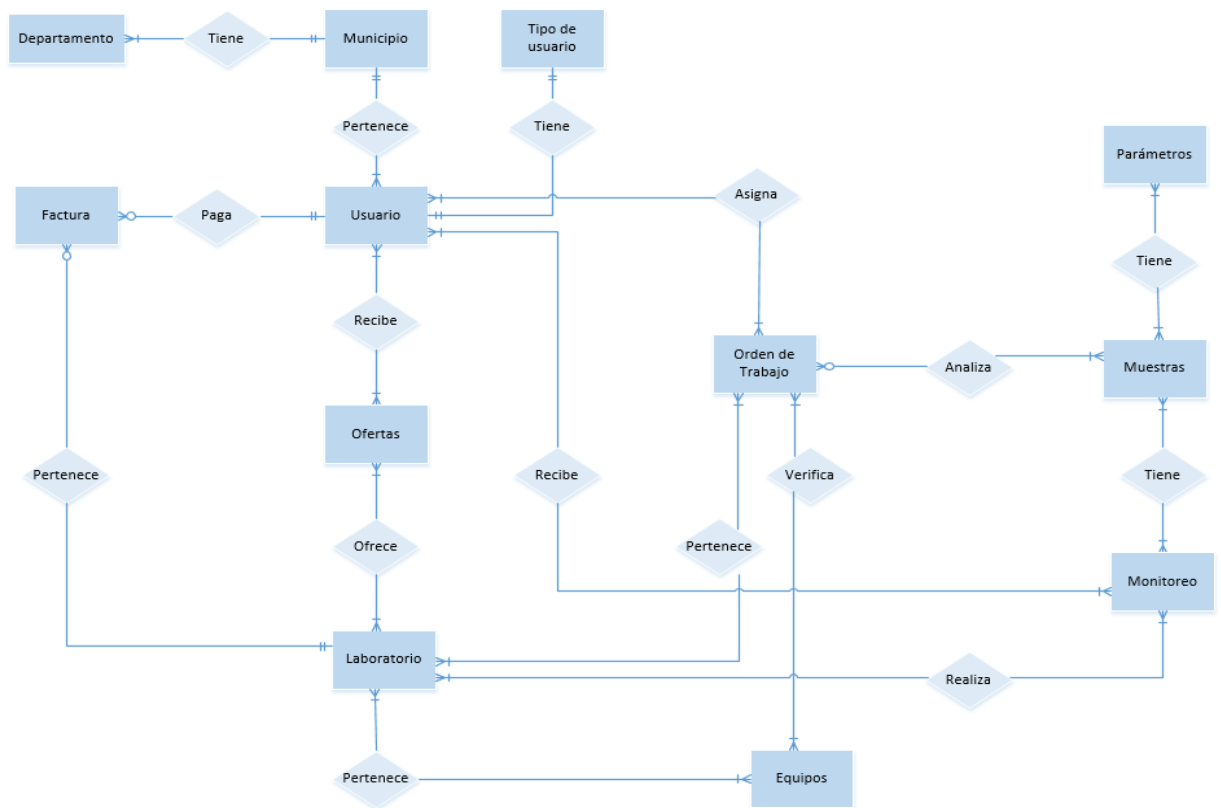 Departamento
Tiene
Municipio
Tipo de
usuario
Pertenece
Tiene
Parámetros
Factura
Paga
Usuario
Asigna
Tiene
Recibe
Orden de
Trabajo
Analiza
Muestras
Ofertas
Pertenece
Recibe
Verifica
Tiene
Ofrece
Pertenece
Monitoreo
Laboratorio
Realiza
Pertenece
Equipos